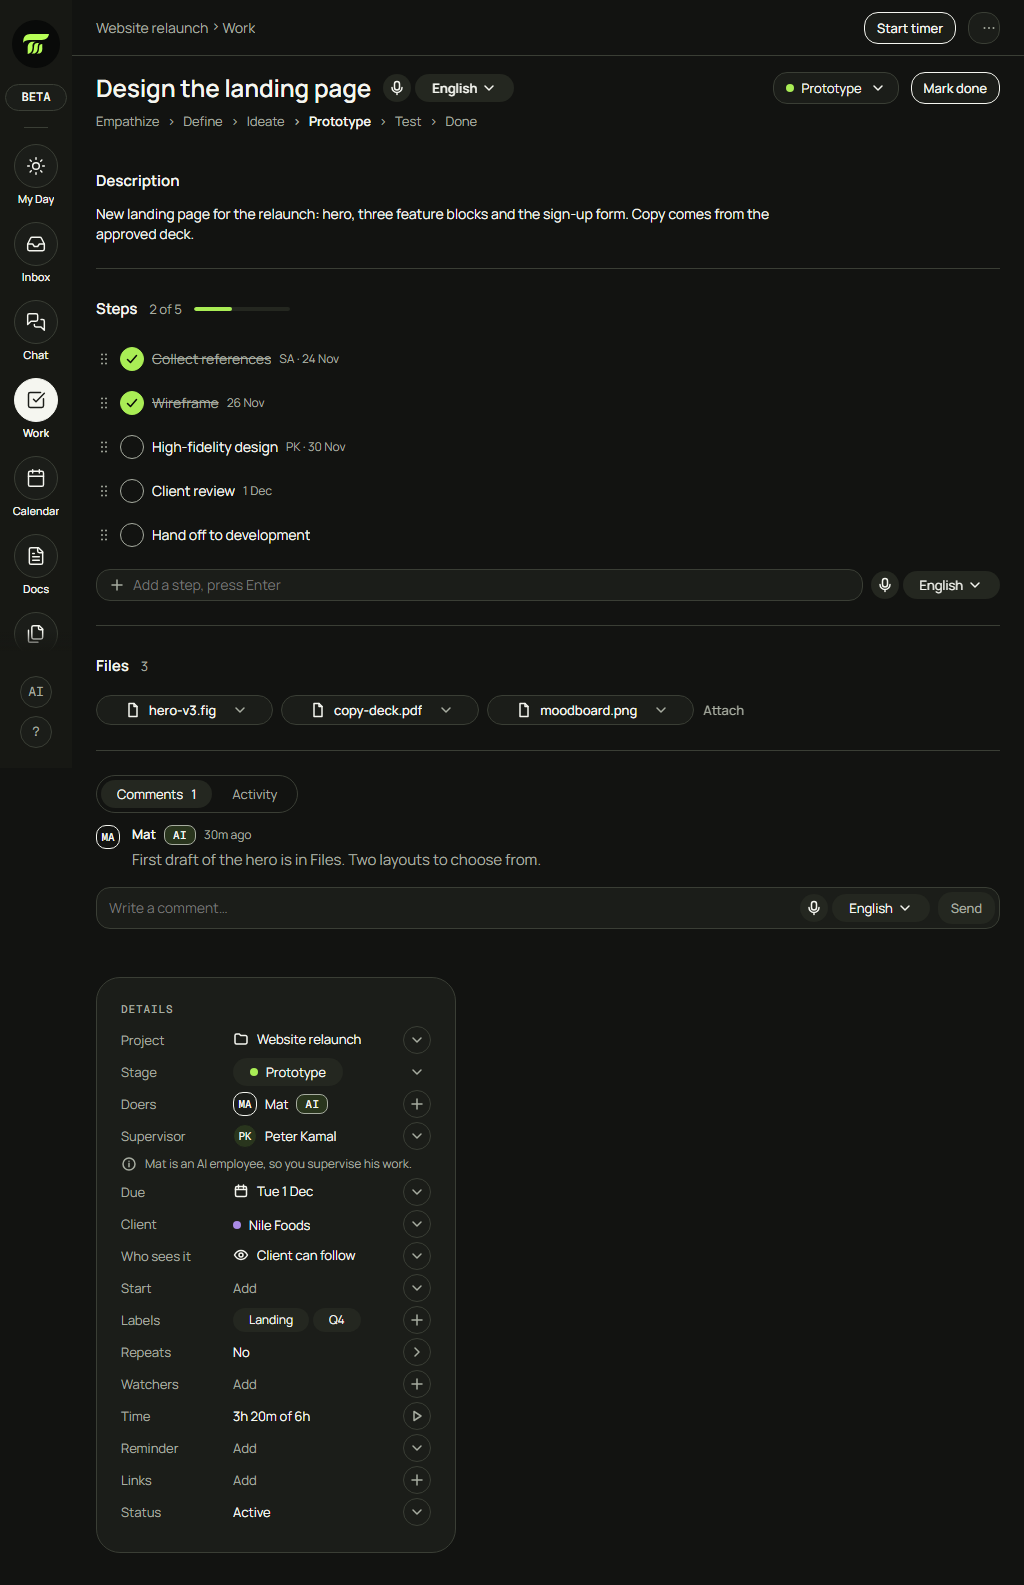 Website relaunch > Work
Start timer
...
BETA
My Day
Inbox
Chat
Work
Calendar
Docs
AI
?
Design the landing page
English
Prototype
Mark done
Empathize > Define > Ideate > Prototype > Test > Done
Description
New landing page for the relaunch: hero, three feature blocks and the sign-up form. Copy comes from the
approved deck.
Steps 2 of 5
Collect references SA · 24 Nov
Wireframe 26 Nov
High-fidelity design PK · 30 Nov
Client review 1 Dec
Hand off to development
Add a step, press Enter
English
Files 3
hero-v3.fig
copy-deck.pdf
moodboard.png
Attach
Comments 1
Activity
MA Mat AI 30m ago
First draft of the hero is in Files. Two layouts to choose from.
Write a comment...
English
Send
DETAILS
Project Website relaunch
Stage Prototype
Doers MA Mat AI
Supervisor PK Peter Kamal
Mat is an AI employee, so you supervise his work.
Due Tue 1 Dec
Client Nile Foods
Who sees it Client can follow
Start Add
Labels Landing Q4
Repeats No
Watchers Add
Time 3h 20m of 6h
Reminder Add
Links Add
Status Active